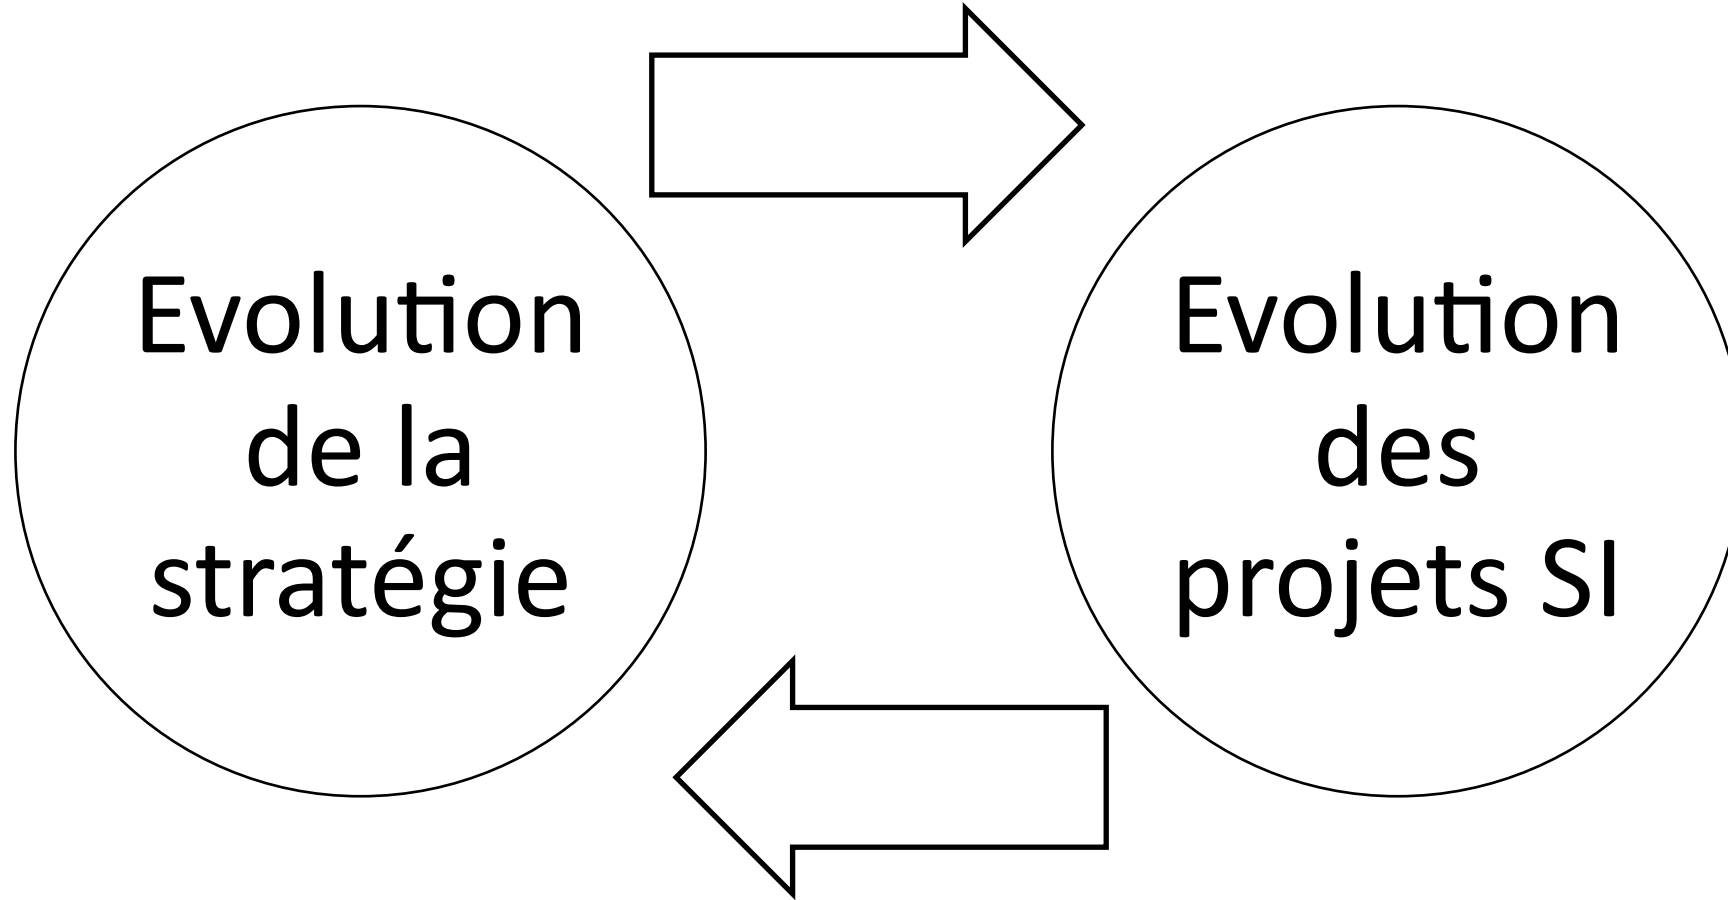 Evolution
de la
stratégie
Evolution
des
projets SI